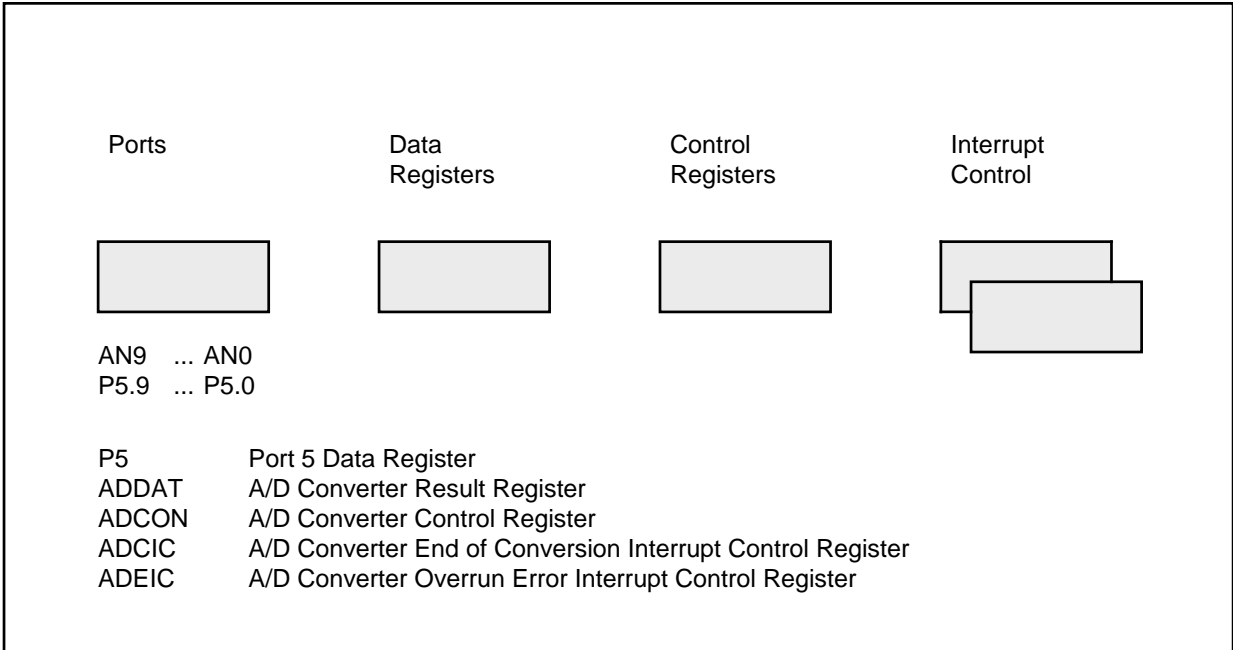 Ports
Data
Registers
Control
Registers
Interrupt
Control
AN9 ... AN0
P5.9 ... P5.0
P5 Port 5 Data Register
ADDAT A/D Converter Result Register
ADCON A/D Converter Control Register
ADCIC A/D Converter End of Conversion Interrupt Control Register
ADEIC A/D Converter Overrun Error Interrupt Control Register